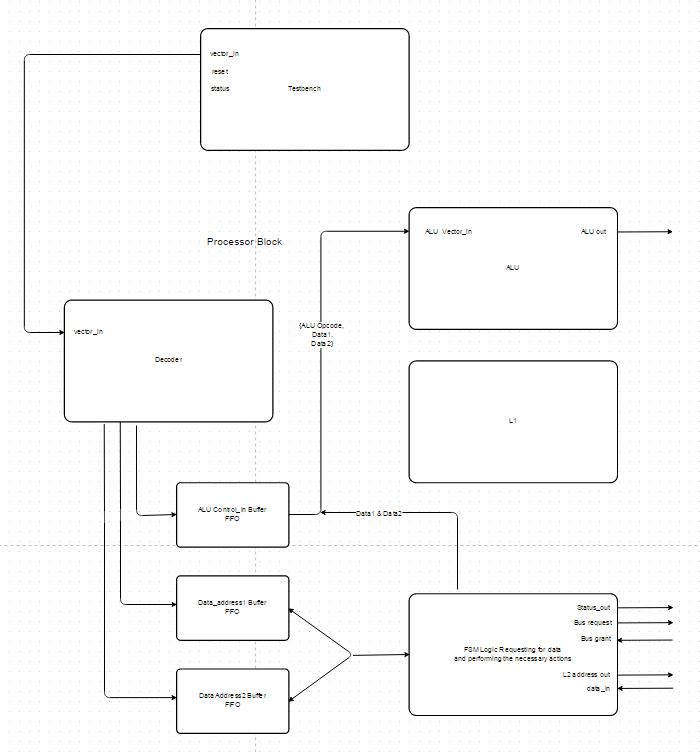 vector_in
reset
status
Testbench
Processor Block
ALU Vector_in
ALU out
ALU
{ALU Opcode,
Data1,
Data2}
vector_in
Decoder
L1
ALU Control_in Buffer
FIFO
Data1 & Data2
Data_address1 Buffer
FIFO
Data Address2 Buffer
FIFO
Status_out
Bus request
Bus grant
FSM Logic Requesting for data
and performing the necessary actions
L2 address out
data_in